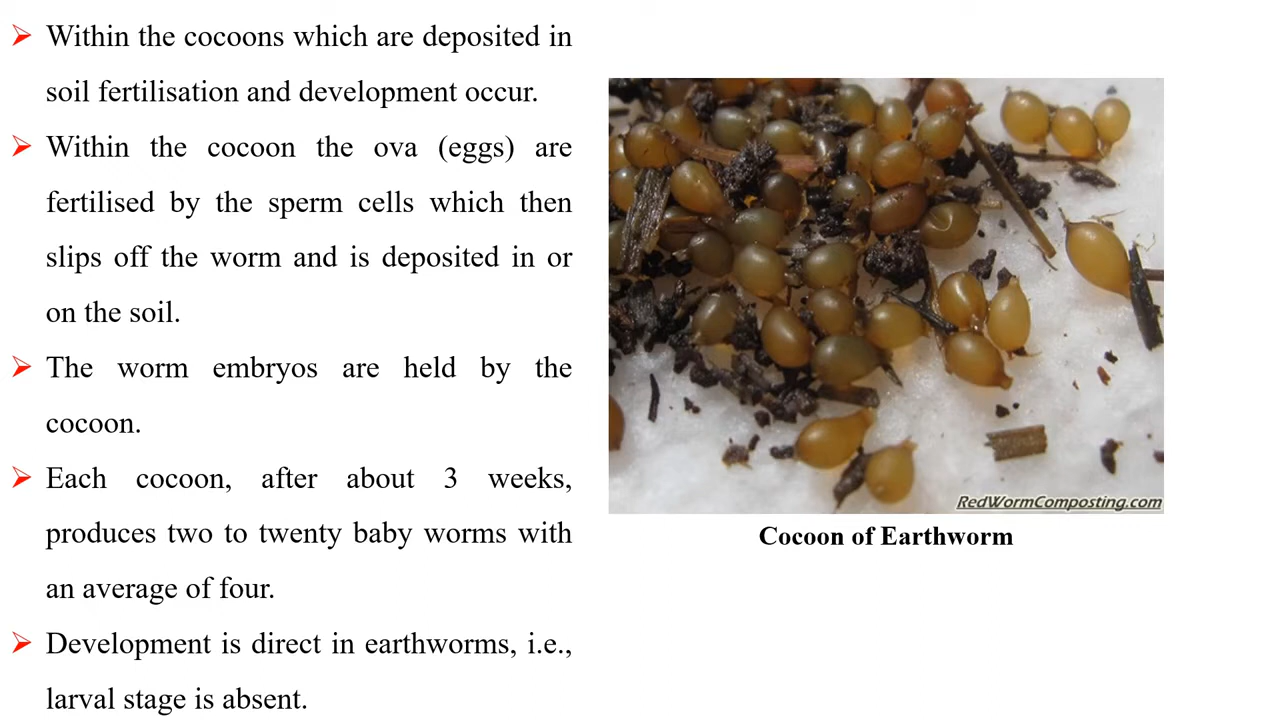 Within the cocoons which are deposited in
soil fertilisation and development occur.
Within the cocoon the ova (eggs) are
fertilised by the sperm cells which then
slips off the worm and is deposited in or
on the soil.
The worm embryos are held by the
cocoon.
Each cocoon, after about 3 weeks,
produces two to twenty baby worms with
an average of four.
Development is direct in earthworms, i.e.,
larval stage is absent.
RedWormComposting.com
Cocoon of Earthworm